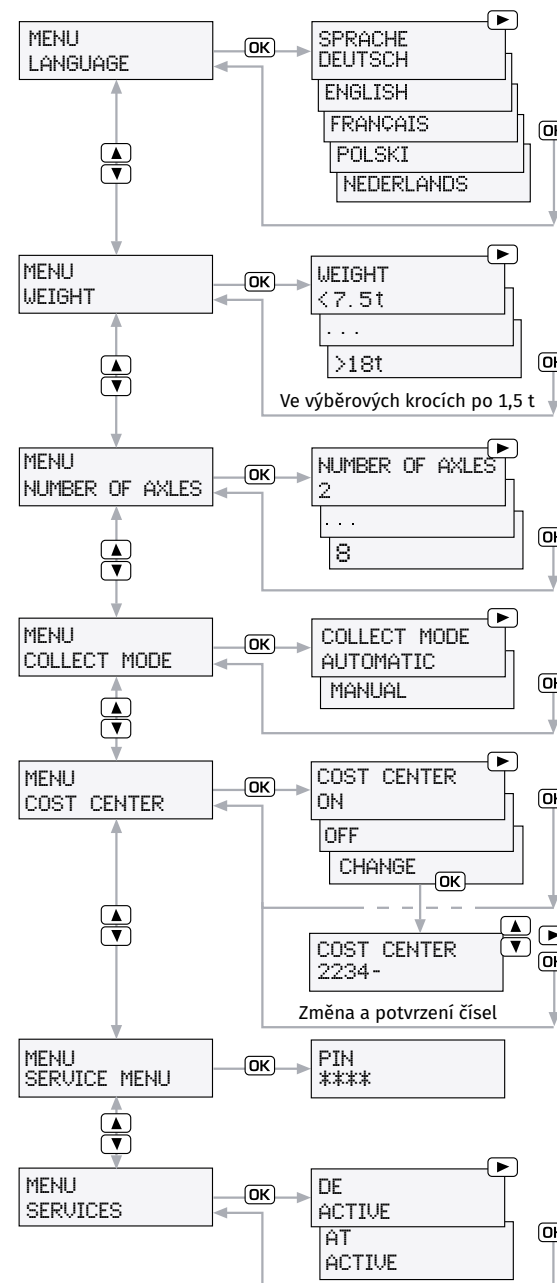 MENU
LANGUAGE
OK
SPRACHE
DEUTSCH
ENGLISH
FRANÇAIS
POLSKI
NEDERLANDS
MENU
WEIGHT
OK
WEIGHT
<7.5t
...
>18t
Ve výběrových krocích po 1,5 t
MENU
NUMBER OF AXLES
OK
NUMBER OF AXLES
2
...
8
MENU
COLLECT MODE
OK
COLLECT MODE
AUTOMATIC
MANUAL
MENU
COST CENTER
OK
COST CENTER
ON
OFF
CHANGE
OK
COST CENTER
2234-
Změna a potvrzení čísel
MENU
SERVICE MENU
OK
PIN
****
MENU
SERVICES
OK
DE
ACTIVE
AT
ACTIVE